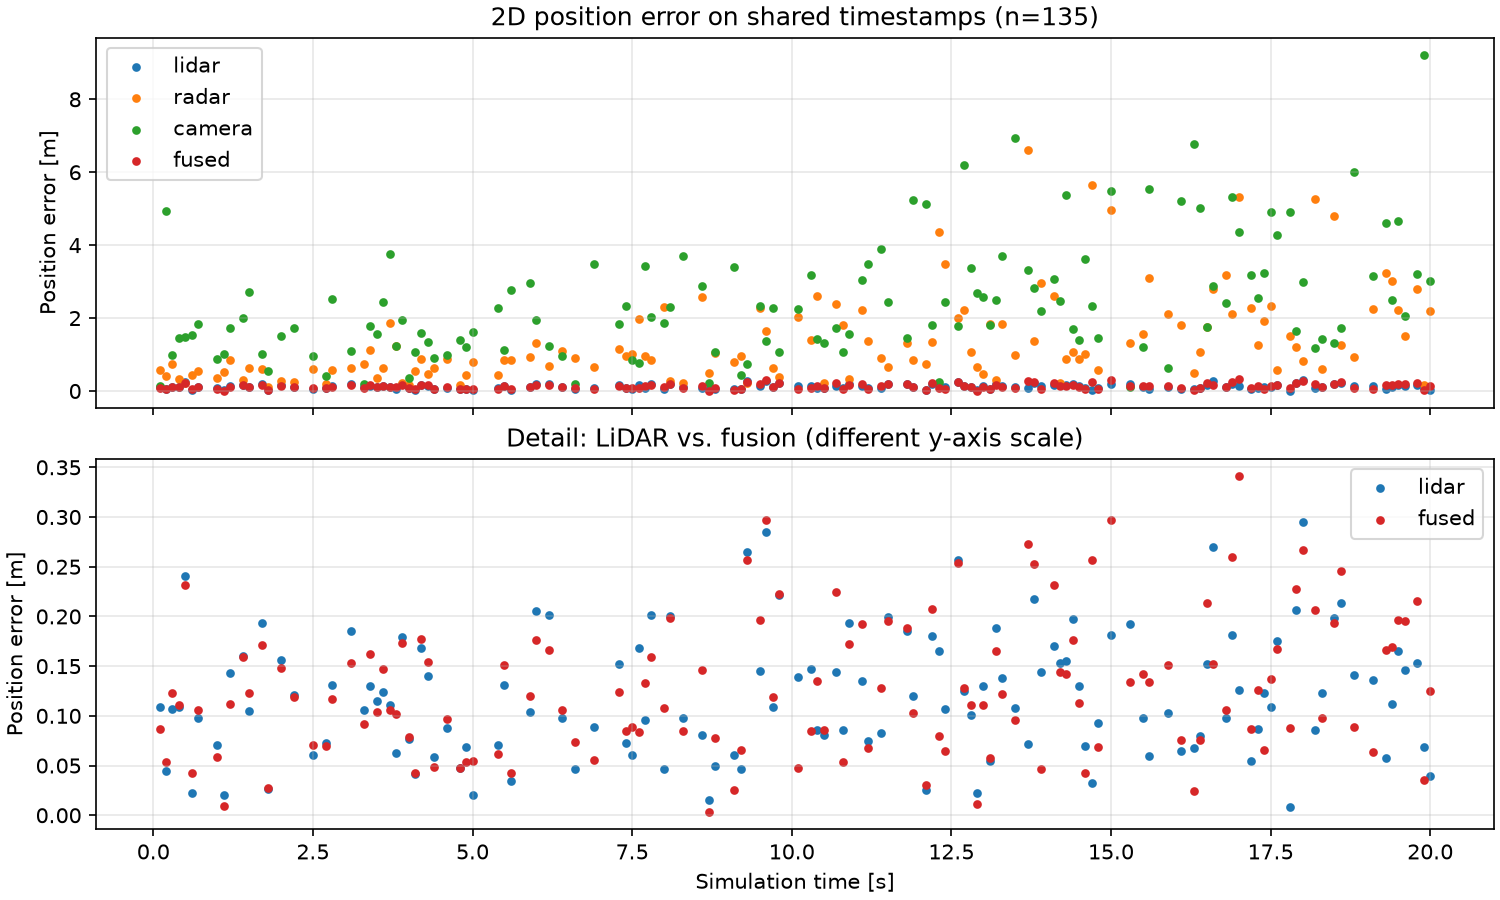 2D position error on shared timestamps (n=135)
Position error [m]
8
6
4
2
0
lidar
radar
camera
fused
Detail: LiDAR vs. fusion (different y-axis scale)
Position error [m]
0.35
0.30
0.25
0.20
0.15
0.10
0.05
0.00
lidar
fused
0.0 2.5 5.0 7.5 10.0 12.5 15.0 17.5 20.0
Simulation time [s]